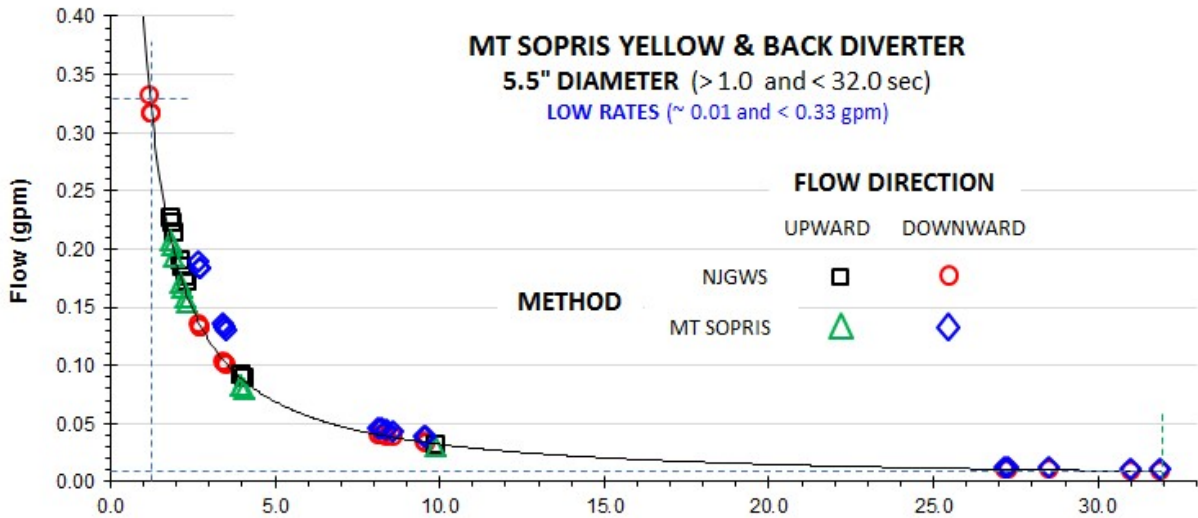 MT SOPRIS YELLOW & BACK DIVERTER
5.5" DIAMETER (> 1.0 and < 32.0 sec)
LOW RATES (~ 0.01 and < 0.33 gpm)
FLOW DIRECTION
UPWARD DOWNWARD
METHOD
NJGWS
MT SOPRIS
Flow (gpm)
0.40
0.35
0.30
0.25
0.20
0.15
0.10
0.05
0.00
0.0 5.0 10.0 15.0 20.0 25.0 30.0